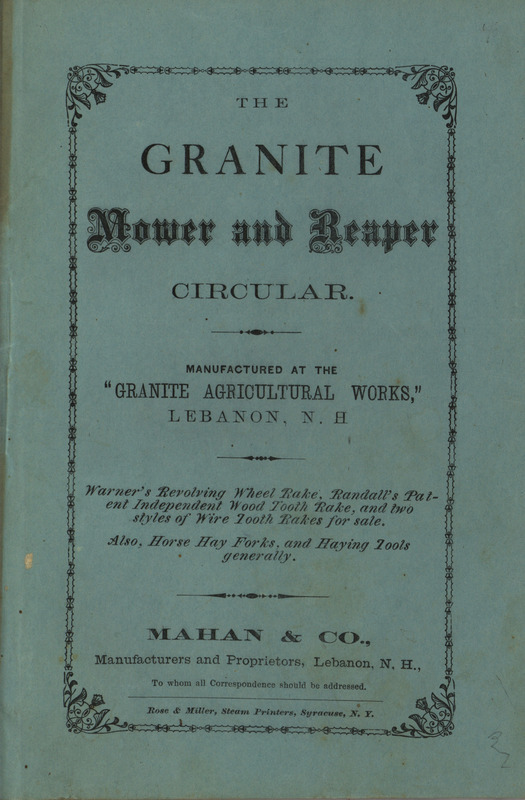 THE
GRANITE
Mower and Reaper
CIRCULAR.
MANUFACTURED AT THE
"GRANITE AGRICULTURAL WORKS,"
LEBANON, N. H
Warner's Revolving Wheel Rake, Randall's Pat-
ent Independent Wood Tooth Rake, and two
styles of Wire Tooth Rakes for sale.
Also, Horse Hay Forks, and Haying Tools
generally.
MAHAN & CO.,
Manufacturers and Proprietors, Lebanon, N. H.,
To whom all Correspondence should be addressed.
Rose & Miller, Steam Printers, Syracuse, N. Y.